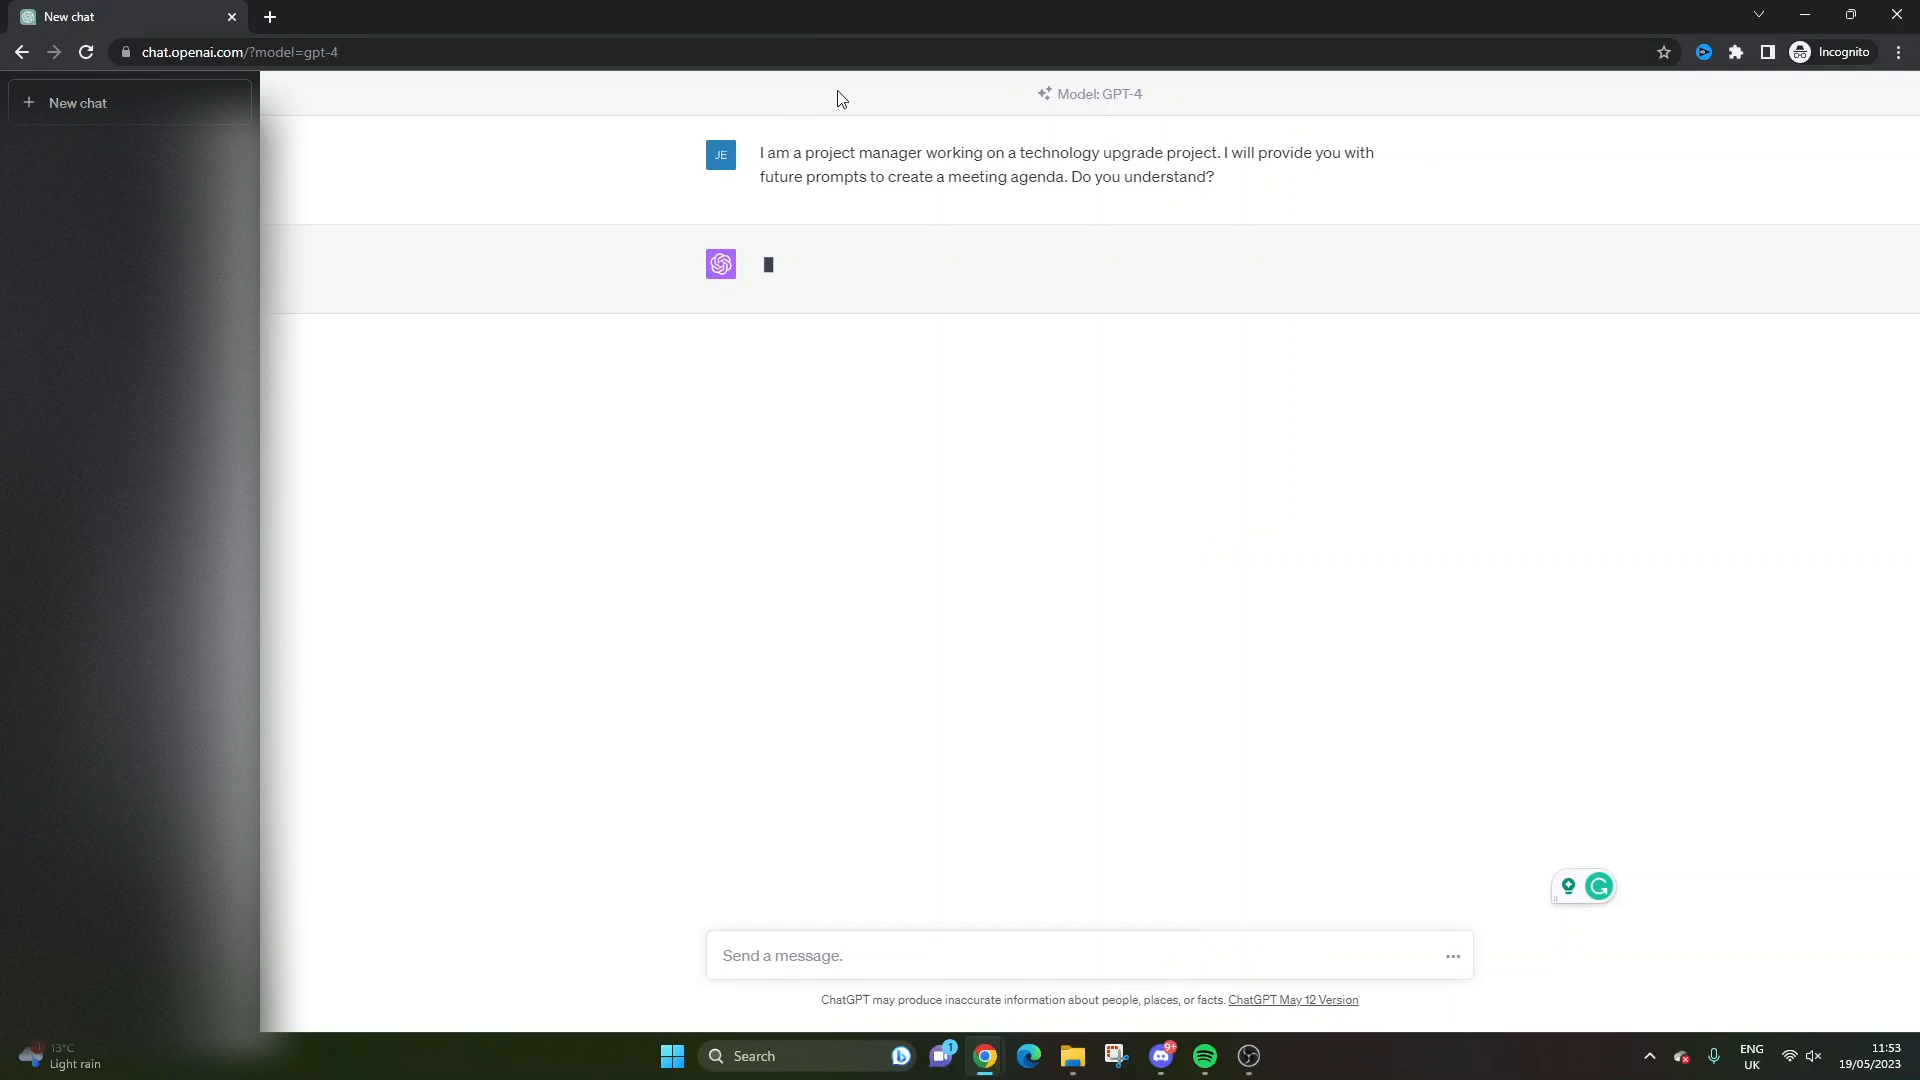 New chat
chat.openai.com/?model=gpt-4
Incognito
New chat
Model: GPT-4
JE
I am a project manager working on a technology upgrade project. I will provide you with
future prompts to create a meeting agenda. Do you understand?
Send a message.
ChatGPT may produce inaccurate information about people, places, or facts. ChatGPT May 12 Version
1
13°C
Light rain
Search
1
9+
ENG
UK
11:53
19/05/2023